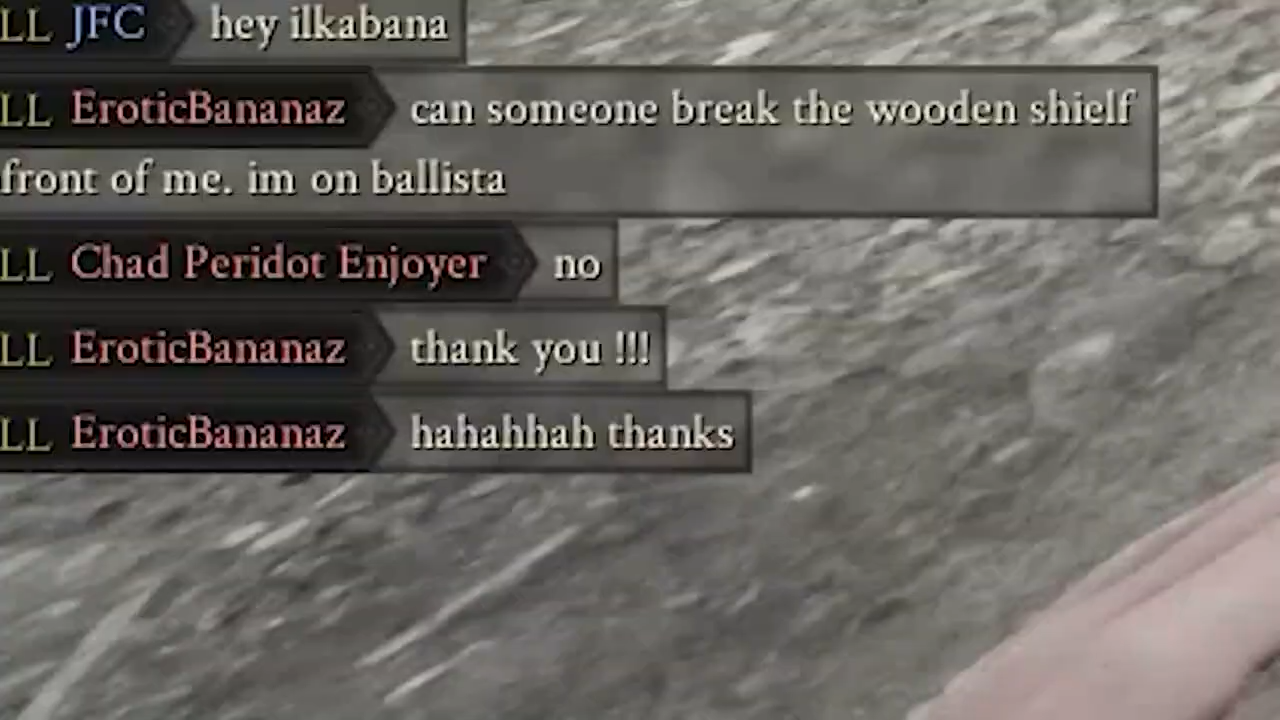 LL JFC hey ilkabana
LL EroticBananaz can someone break the wooden shielf
front of me. im on ballista
LL Chad Peridot Enjoyer no
LL EroticBananaz thank you !!!
LL EroticBananaz hahahhah thanks